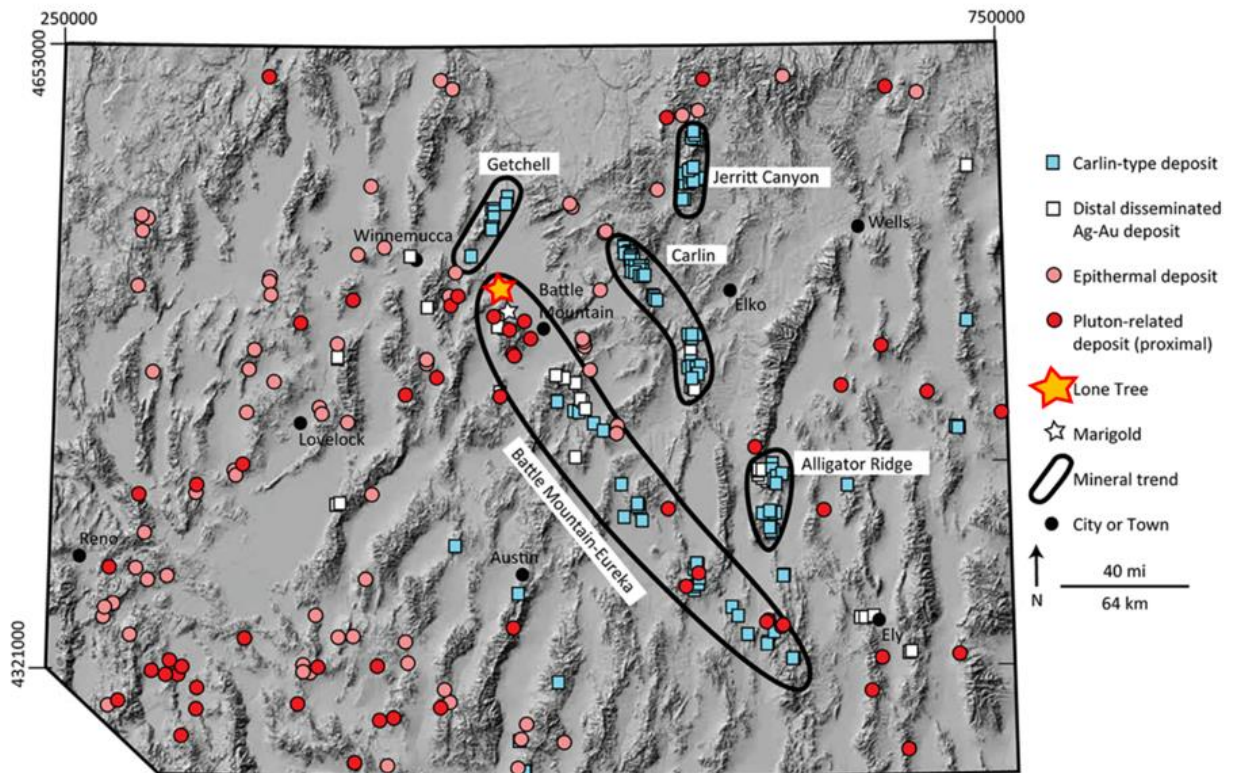 250000
750000
4653000
4321000
Getchell
Jerritt Canyon
Winnemucca
Wells
Carlin
Battle
Mountain
Elko
Lovelock
Alligator Ridge
Battle Mountain-Eureka
Reno
Austin
Ely
Carlin-type deposit
Distal disseminated
Ag-Au deposit
Epithermal deposit
Pluton-related
deposit (proximal)
Lone Tree
Marigold
Mineral trend
City or Town
N
40 mi
64 km